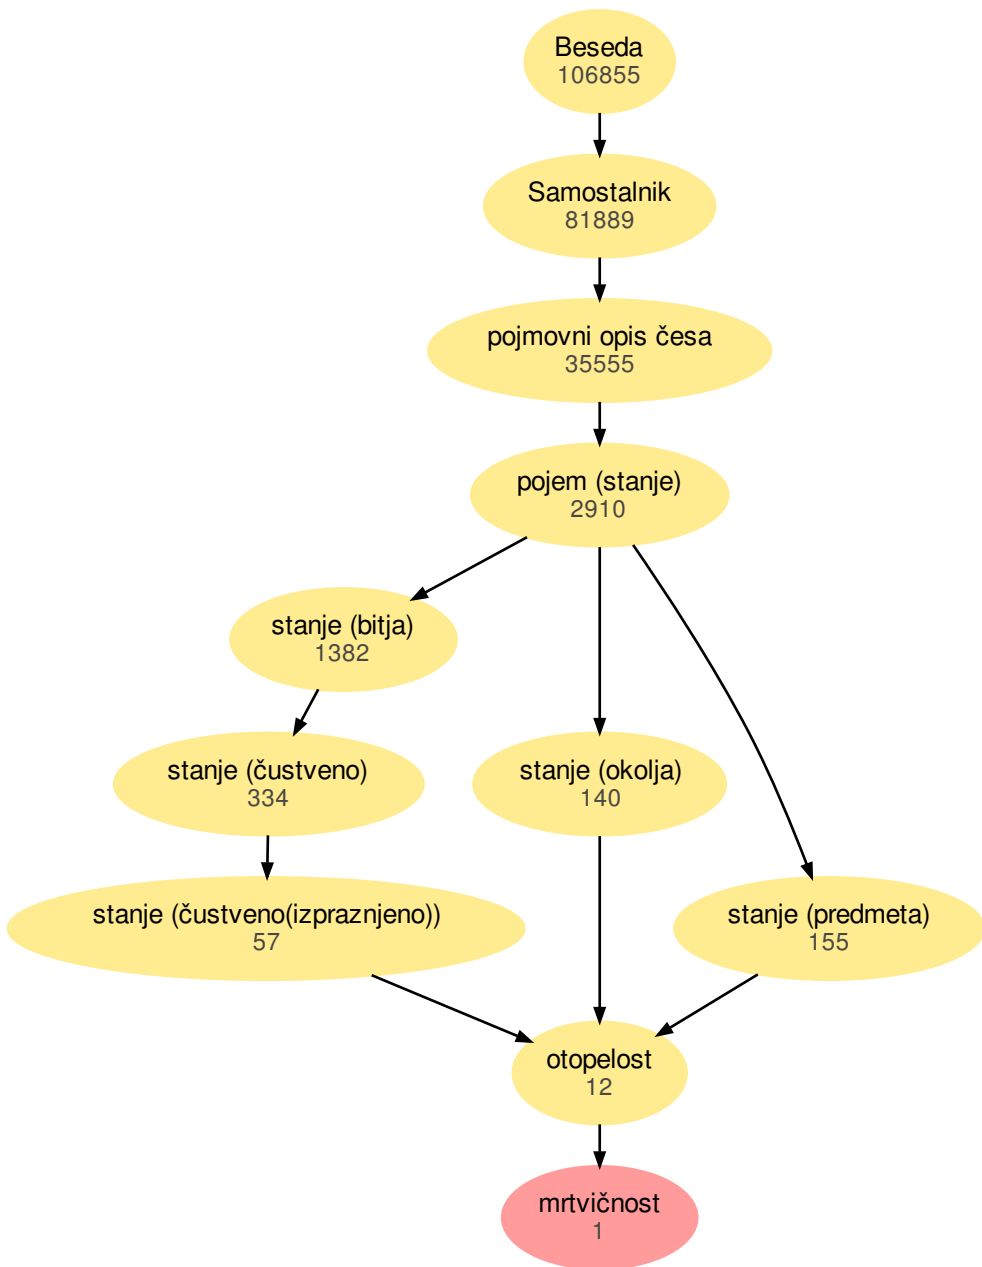 Beseda
106855
Samostalnik
81889
pojmovni opis česa
35555
pojem (stanje)
2910
stanje (bitja)
1382
stanje (čustveno)
334
stanje (okolja)
140
stanje (čustveno(izpraznjeno))
57
stanje (predmeta)
155
otopelost
12
mrtvičnost
1